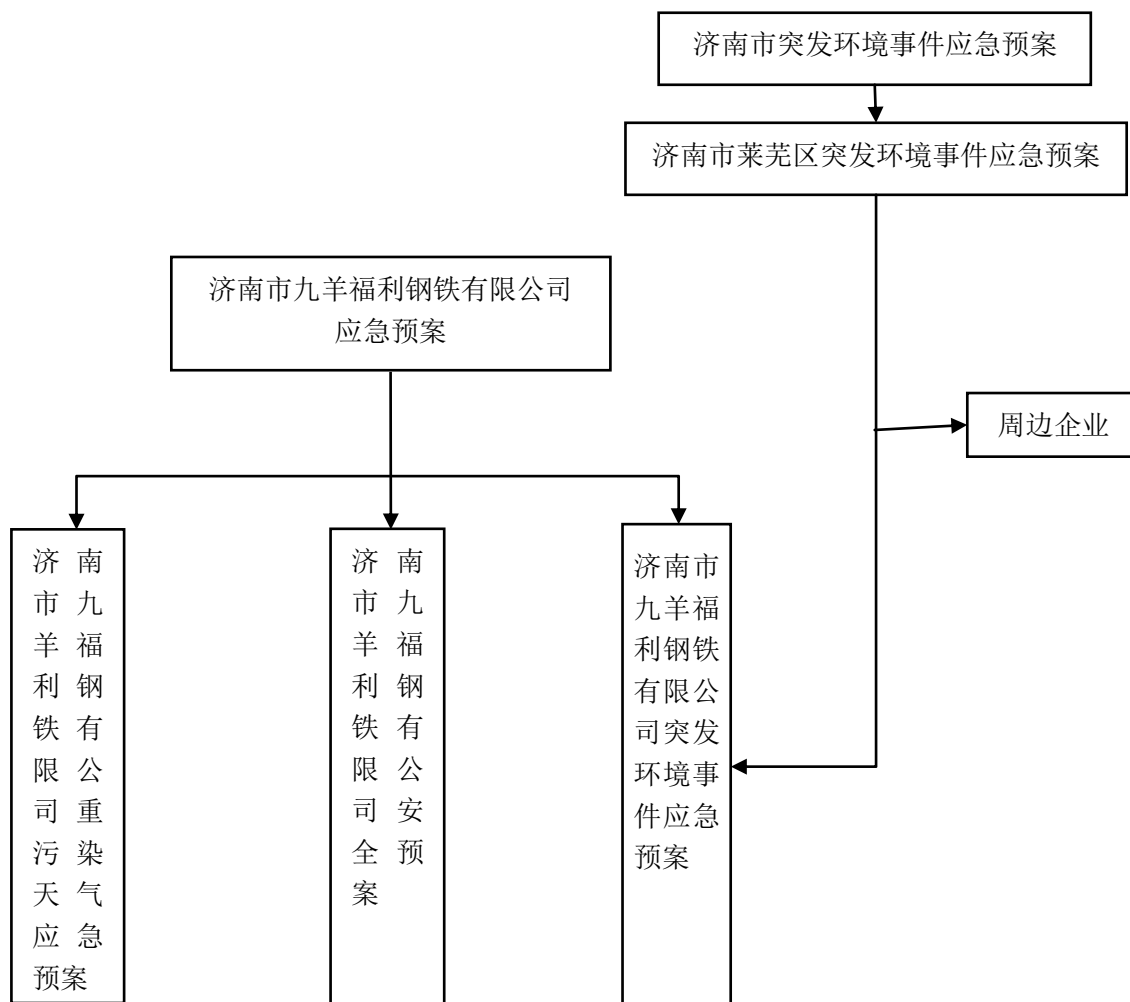 济南市突发环境事件应急预案
济南市莱芜区突发环境事件应急预案
济南市九羊福利钢铁有限公司
应急预案
周边企业
济南
市九
羊福
利钢
铁有
限公
司重
污染
天气
应急
预案
济南
市九
羊福
利钢
铁有
限公
司安
全预
案
济南市
九羊福
利钢铁
有限公
司突发
环境事
件应急
预案